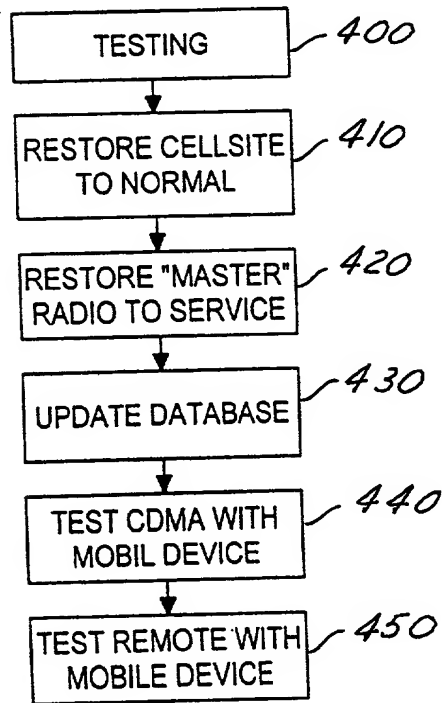 TESTING
400
RESTORE CELLSITE
TO NORMAL
410
RESTORE "MASTER"
RADIO TO SERVICE
420
UPDATE DATABASE
430
TEST CDMA WITH
MOBIL DEVICE
440
TEST REMOTE WITH
MOBILE DEVICE
450